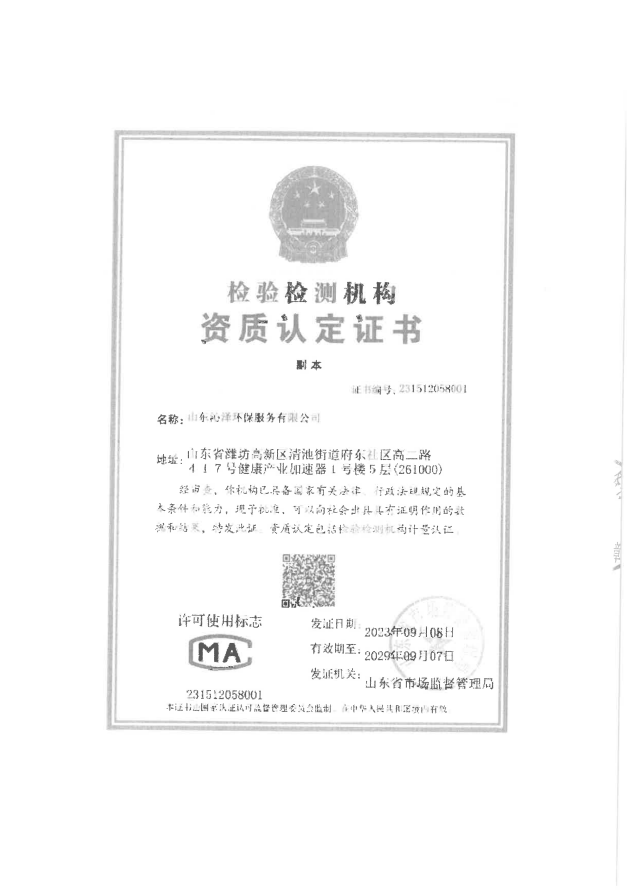 检验检测机构
资质认定证书
副本
证书编号:231512058001
名称:山东沁泽环保服务有限公司
地址:山东省潍坊高新区清池街道府东社区高二路
417号健康产业加速器1号楼5层(261000)
经审查,你机构已具备国家有关法律、行政法规规定的基
本条件和能力,现予批准,可以向社会出具具有证明作用的数
据和结果,特发此证。资质认定包括检验检测机构计量认证。
许可使用标志
MA
231512058001
发证日期:2023年09月08日
有效期至:2029年09月07日
发证机关:山东省市场监督管理局
本证书由国家认证认可监督管理委员会监制,在中华人民共和国境内有效